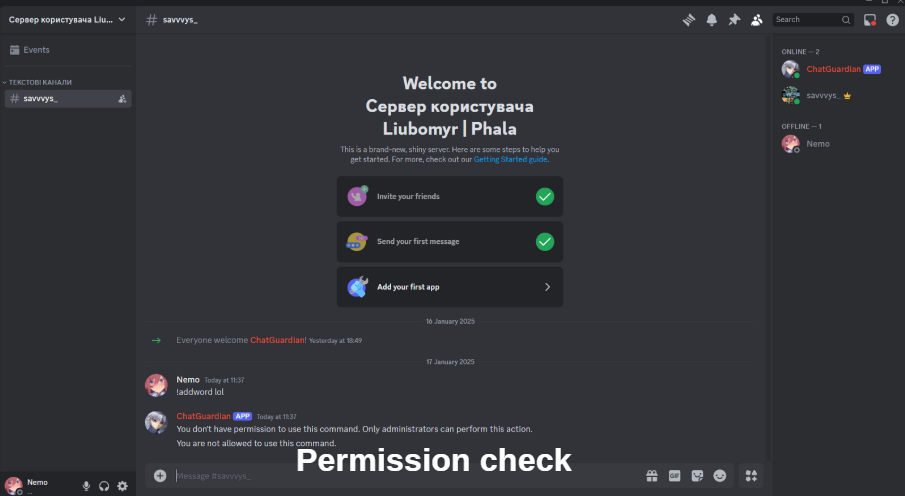 Сервер користувача Liu...
# savvvys_
Search
Events
ТЕКСТОВІ КАНАЛИ
# savvvys_
Welcome to
Сервер користувача
Liubomyr | Phala
This is a brand-new, shiny server. Here are some steps to help you
get started. For more, check out our Getting Started guide.
Invite your friends
Send your first message
Add your first app
16 January 2025
Everyone welcome ChatGuardian! Yesterday at 18:49
17 January 2025
Nemo Today at 11:37
!addword lol
ChatGuardian APP Today at 11:37
You don't have permission to use this command. Only administrators can perform this action.
You are not allowed to use this command.
Permission check
Message #savvvys_
GIF
Nemo
ONLINE — 2
ChatGuardian APP
savvvys_
OFFLINE — 1
Nemo